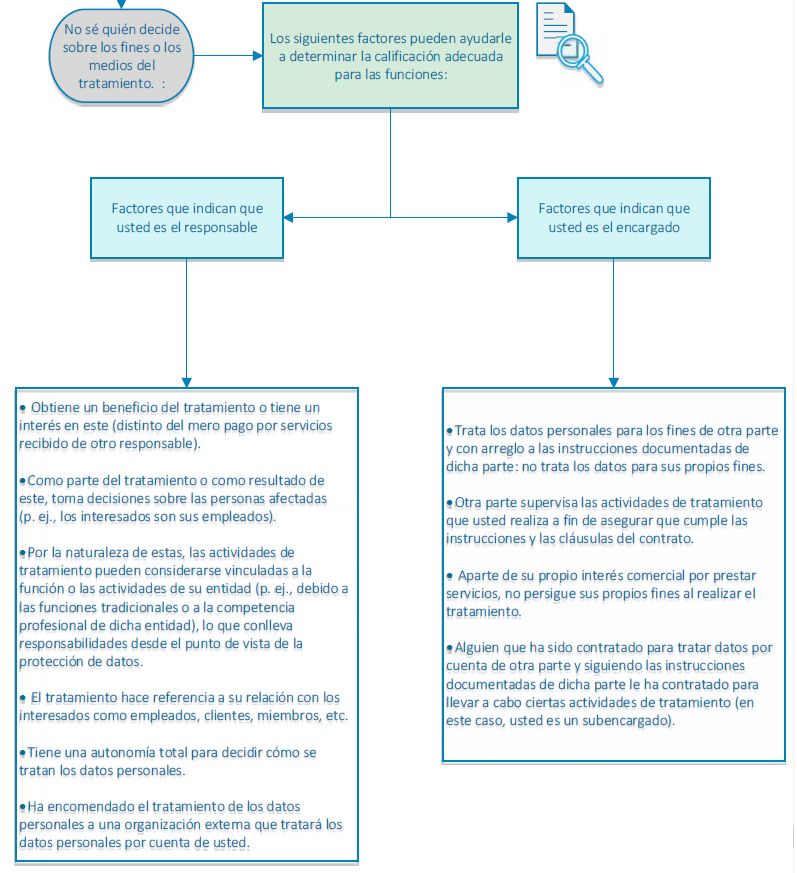 No sé quién decide
sobre los fines o los
medios del
tratamiento. :
Los siguientes factores pueden ayudarle
a determinar la calificación adecuada
para las funciones:
Factores que indican que
usted es el responsable
Factores que indican que
usted es el encargado
• Obtiene un beneficio del tratamiento o tiene un
interés en este (distinto del mero pago por servicios
recibido de otro responsable).
•Como parte del tratamiento o como resultado de
este, toma decisiones sobre las personas afectadas
(p. ej., los interesados son sus empleados).
•Por la naturaleza de estas, las actividades de
tratamiento pueden considerarse vinculadas a la
función o las actividades de su entidad (p. ej., debido a
las funciones tradicionales o a la competencia
profesional de dicha entidad), lo que conlleva
responsabilidades desde el punto de vista de la
protección de datos.
• El tratamiento hace referencia a su relación con los
interesados como empleados, clientes, miembros, etc.
•Tiene una autonomía total para decidir cómo se
tratan los datos personales.
•Ha encomendado el tratamiento de los datos
personales a una organización externa que tratará los
datos personales por cuenta de usted.
•Trata los datos personales para los fines de otra parte
y con arreglo a las instrucciones documentadas de
dicha parte: no trata los datos para sus propios fines.
•Otra parte supervisa las actividades de tratamiento
que usted realiza a fin de asegurar que cumple las
instrucciones y las cláusulas del contrato.
• Aparte de su propio interés comercial por prestar
servicios, no persigue sus propios fines al realizar el
tratamiento.
•Alguien que ha sido contratado para tratar datos por
cuenta de otra parte y siguiendo las instrucciones
documentadas de dicha parte le ha contratado para
llevar a cabo ciertas actividades de tratamiento (en
este caso, usted es un subencargado).